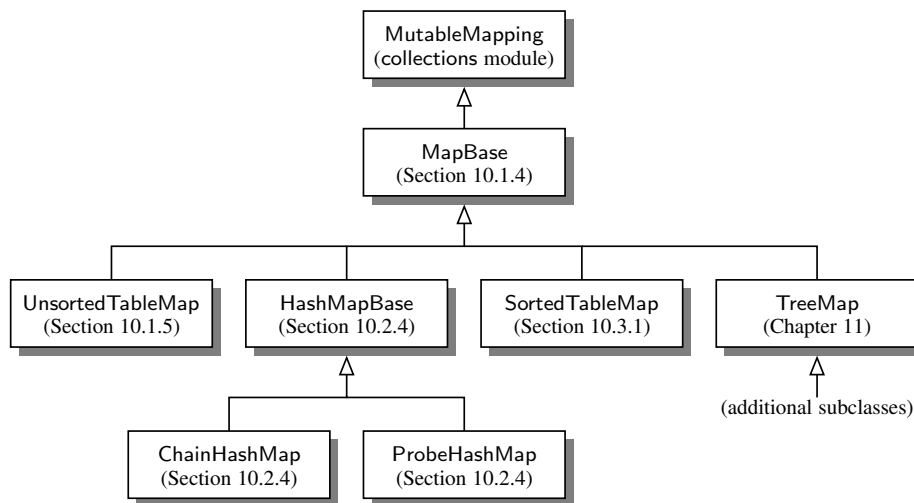 MutableMapping
(collections module)
MapBase
(Section 10.1.4)
UnsortedTableMap
(Section 10.1.5)
HashMapBase
(Section 10.2.4)
SortedTableMap
(Section 10.3.1)
TreeMap
(Chapter 11)
(additional subclasses)
ChainHashMap
(Section 10.2.4)
ProbeHashMap
(Section 10.2.4)